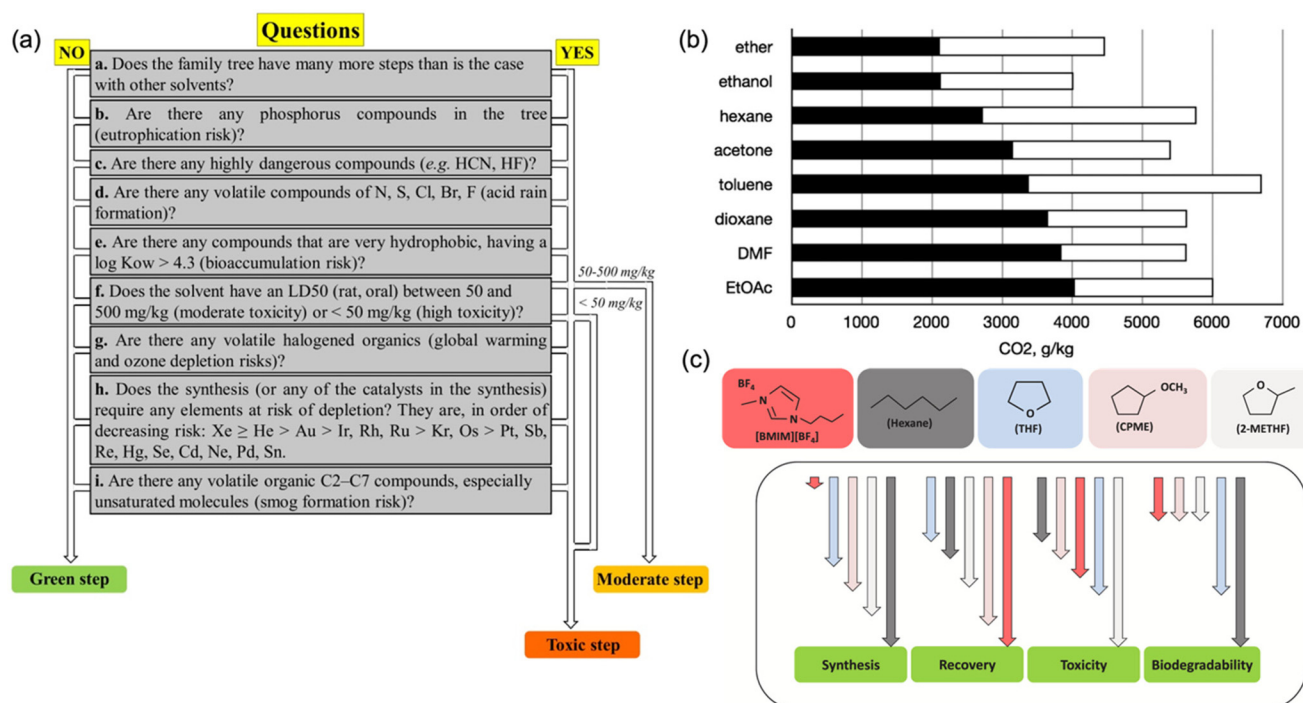 (a)
Questions
NO
YES
a. Does the family tree have many more steps than is the case
with other solvents?
b. Are there any phosphorus compounds in the tree
(eutrophication risk)?
c. Are there any highly dangerous compounds (e.g. HCN, HF)?
d. Are there any volatile compounds of N, S, Cl, Br, F (acid rain
formation)?
e. Are there any compounds that are very hydrophobic, having a
log Kow > 4.3 (bioaccumulation risk)?
f. Does the solvent have an LD50 (rat, oral) between 50 and
500 mg/kg (moderate toxicity) or < 50 mg/kg (high toxicity)?
g. Are there any volatile halogened organics (global warming
and ozone depletion risks)?
h. Does the synthesis (or any of the catalysts in the synthesis)
require any elements at risk of depletion? They are, in order of
decreasing risk: Xe ≥ He > Au > Ir, Rh, Ru > Kr, Os > Pt, Sb,
Re, Hg, Se, Cd, Ne, Pd, Sn.
i. Are there any volatile organic C2–C7 compounds, especially
unsaturated molecules (smog formation risk)?
50-500 mg/kg
< 50 mg/kg
Green step
Moderate step
Toxic step
(b)
ether
ethanol
hexane
acetone
toluene
dioxane
DMF
EtOAc
0 1000 2000 3000 4000 5000 6000 7000
CO2, g/kg
(c)
BF4
N
N
[BMIM][BF4]
(Hexane)
O
(THF)
OCH3
(CPME)
O
(2-METHF)
Synthesis
Recovery
Toxicity
Biodegradability